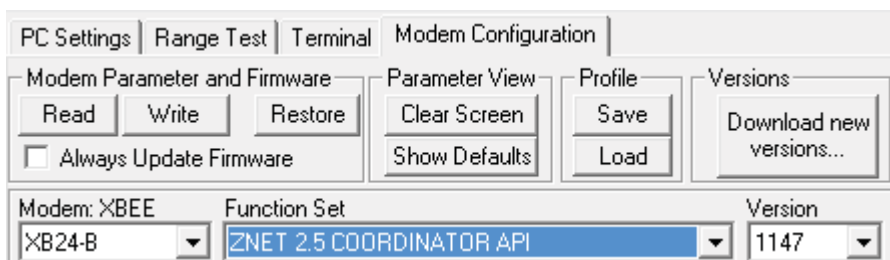 PC Settings Range Test Terminal Modem Configuration
Modem Parameter and Firmware Parameter View Profile Versions
Read Write Restore Clear Screen Save Download new
versions...
Always Update Firmware Show Defaults Load
Modem: XBEE Function Set Version
XB24-B ZNET 2.5 COORDINATOR API 1147